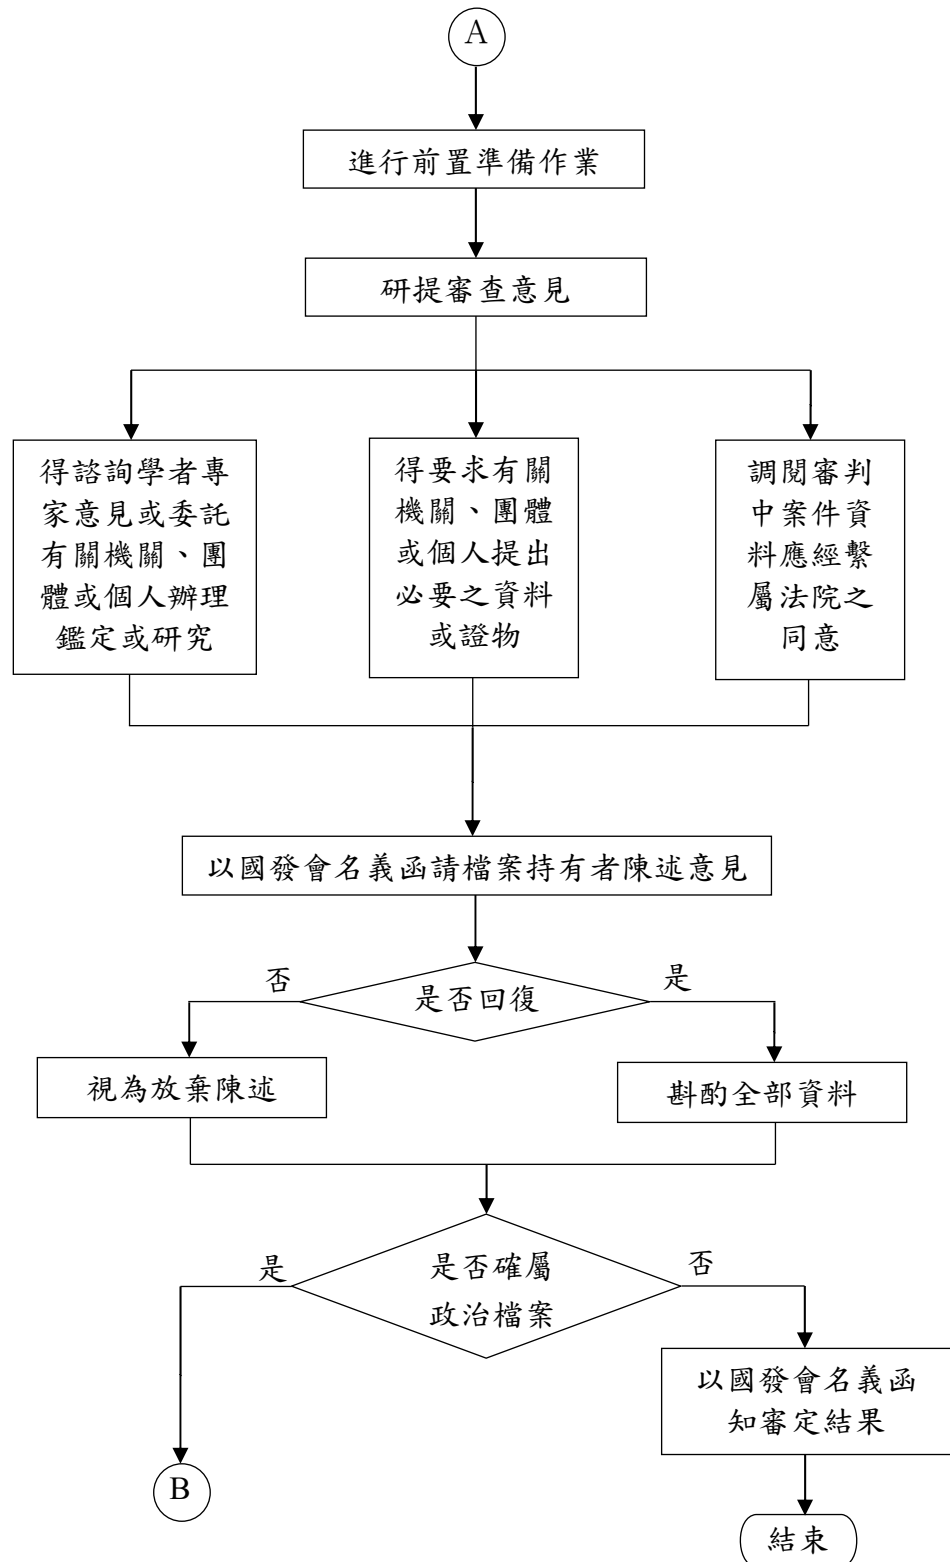 A
進行前置準備作業
研提審查意見
得諮詢學者專
家意見或委託
有關機關、團
體或個人辦理
鑑定或研究
得要求有關
機關、團體
或個人提出
必要之資料
或證物
調閱審判
中案件資
料應經繫
屬法院之
同意
以國發會名義函請檔案持有者陳述意見
否
是否回復
是
視為放棄陳述
斟酌全部資料
是
是否確屬
政治檔案
否
以國發會名義函
知審定結果
B
結束